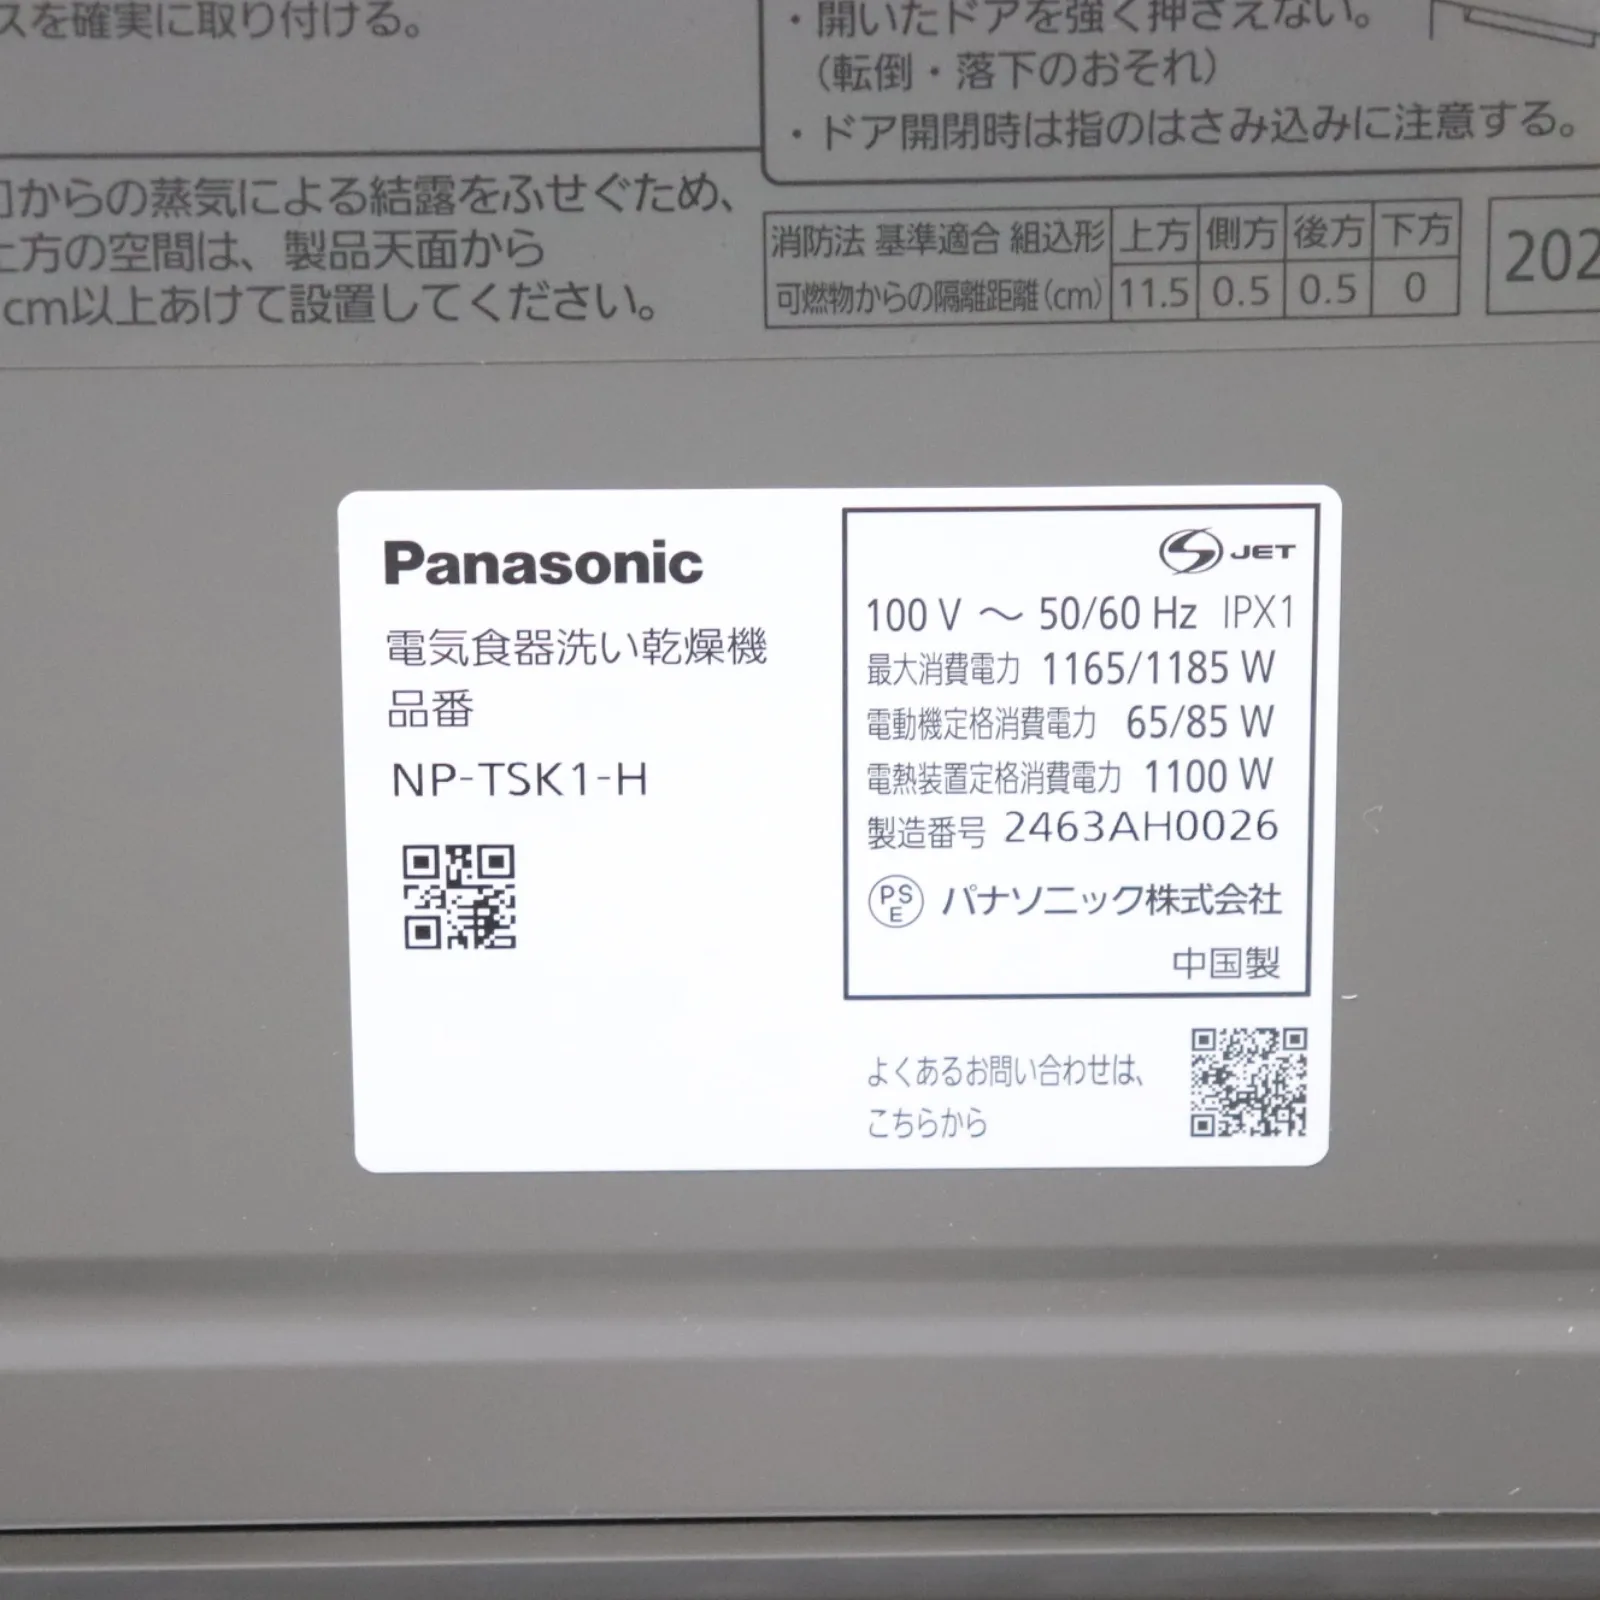 スを確実に取り付ける。
・開いたドアを強く押さえない。
（転倒・落下のおそれ）
・ドア開閉時は指のはさみ込みに注意する。
からの蒸気による結露をふせぐため、
上方の空間は、製品天面から
cm以上あけて設置してください。
消防法 基準適合 組込形 上方 側方 後方 下方
可燃物からの隔離距離(cm) 11.5 0.5 0.5 0
202
Panasonic
電気食器洗い乾燥機
品番
NP-TSK1-H
S JET
100 V ～ 50/60 Hz IPX1
最大消費電力 1165/1185 W
電動機定格消費電力 65/85 W
電熱装置定格消費電力 1100 W
製造番号 2463AH0026
PSE パナソニック株式会社
中国製
よくあるお問い合わせは、
こちらから